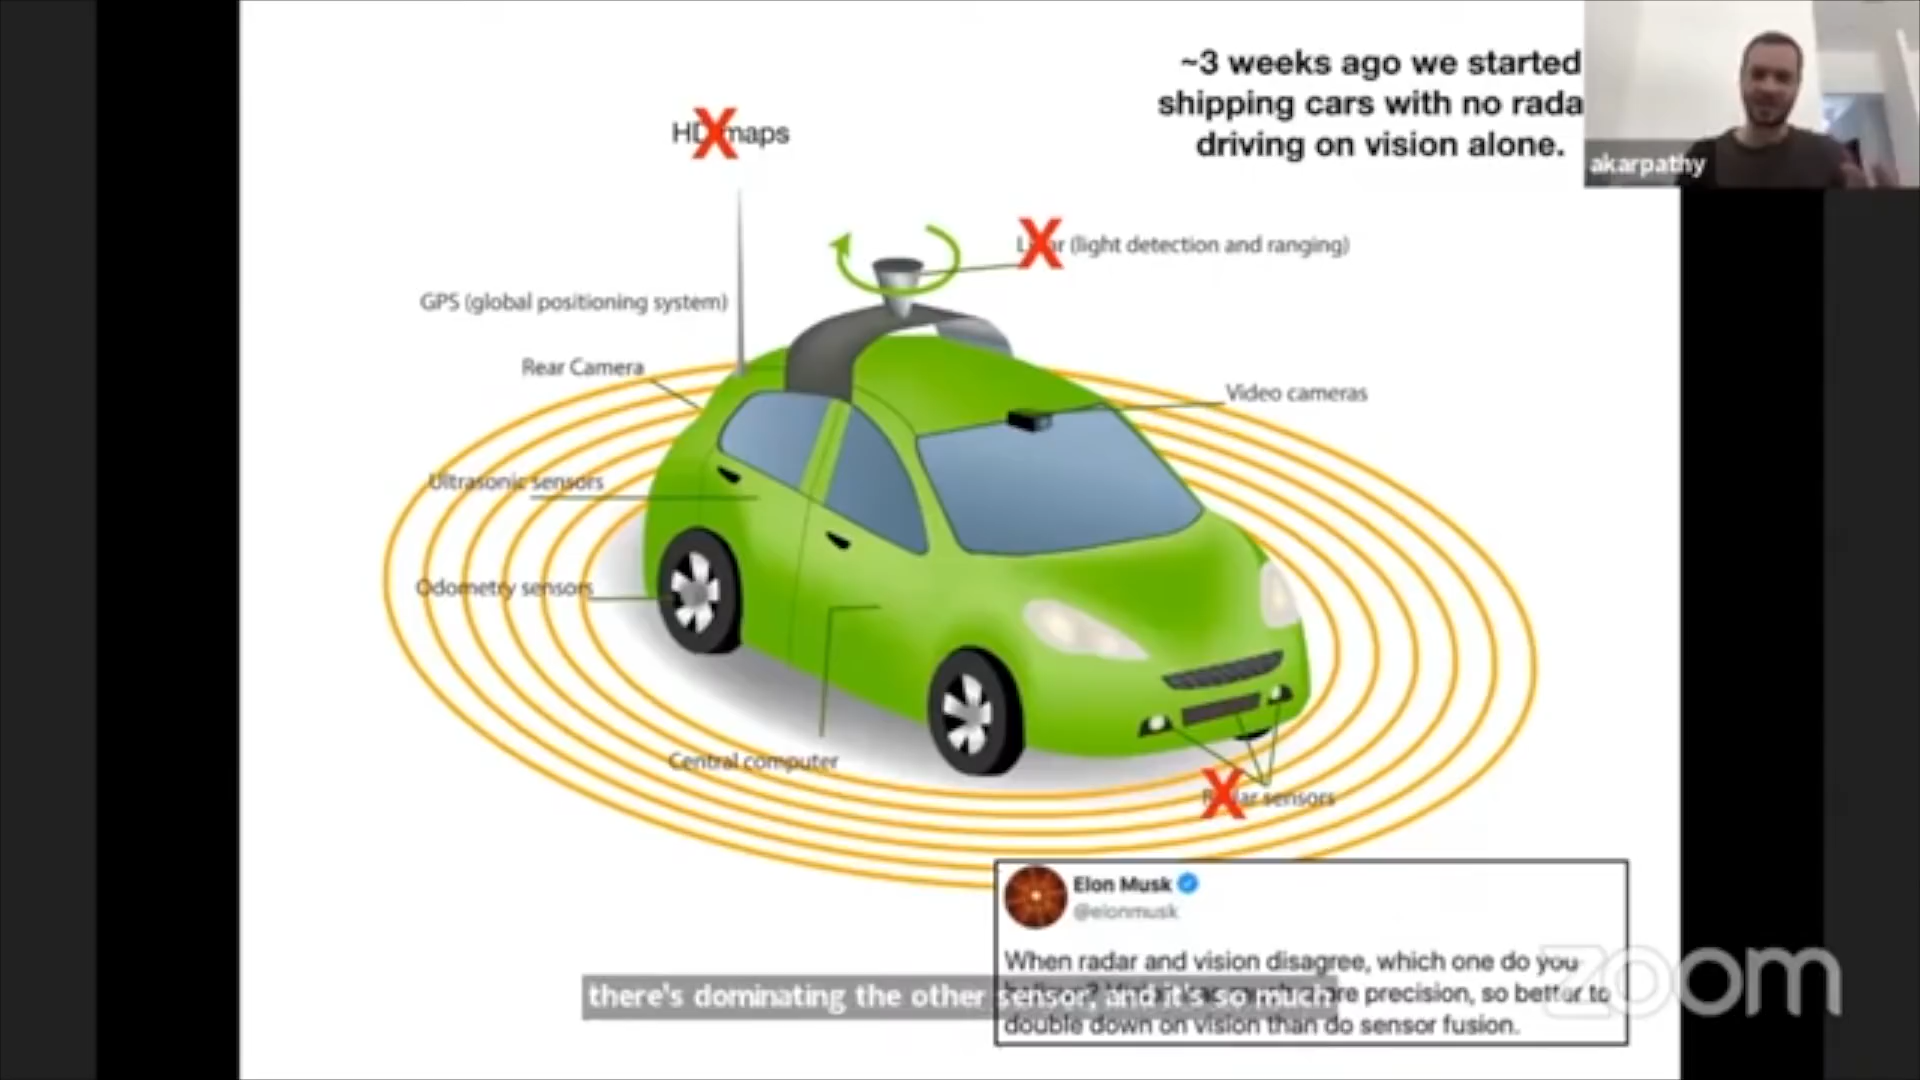 ~3 weeks ago we started
shipping cars with no rada
driving on vision alone.
akarpathy
HD maps
X
X
(light detection and ranging)
GPS (global positioning system)
Rear Camera
Video cameras
Ultrasonic sensors
Odometry sensors
Central computer
X
sensors
Elon Musk
@elonmusk
When radar and vision disagree, which one do you
precision, so better to
double down on vision than do sensor fusion.
there's dominating the other sensor, and it's so much
zoom